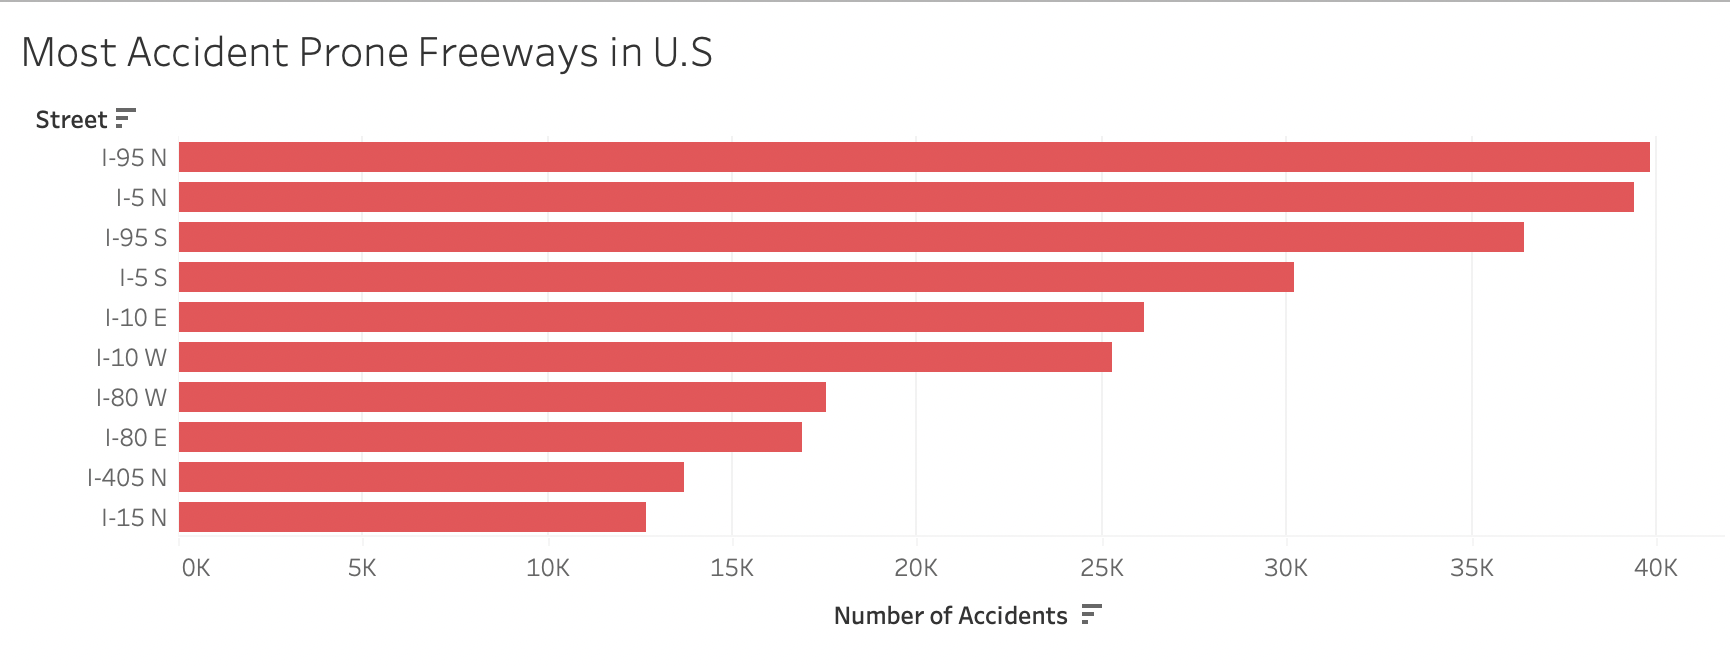 Most Accident Prone Freeways in U.S
Street
I-95 N
I-5 N
I-95 S
I-5 S
I-10 E
I-10 W
I-80 W
I-80 E
I-405 N
I-15 N
0K 5K 10K 15K 20K 25K 30K 35K 40K
Number of Accidents